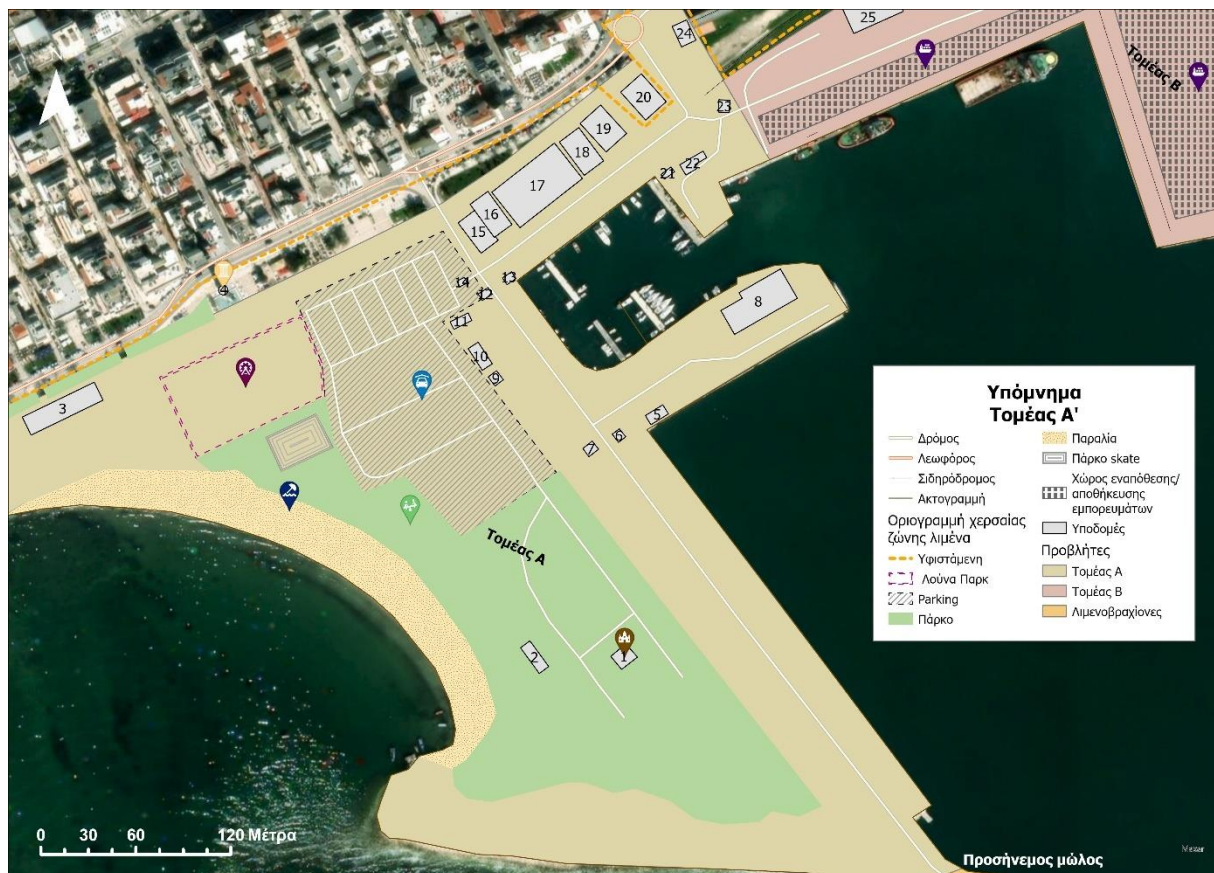 25
24
Τομέας Β
20
23
19
18
22
17
21
16
15
14
13
12
4
8
11
10
9
3
5
6
7
Τομέας Α
1
2
Υπόμνημα
Τομέας Α'
Δρόμος
Λεωφόρος
Σιδηρόδρομος
Ακτογραμμή
Οριογραμμή χερσαίας
ζώνης λιμένα
Υφιστάμενη
Λούνα Παρκ
Parking
Πάρκο
Παραλία
Πάρκο skate
Χώρος εναπόθεσης/
αποθήκευσης
εμπορευμάτων
Υποδομές
Προβλήτες
Τομέας Α
Τομέας Β
Λιμενοβραχίονες
0 30 60 120 Μέτρα
Προσήνεμος μώλος
Maxar